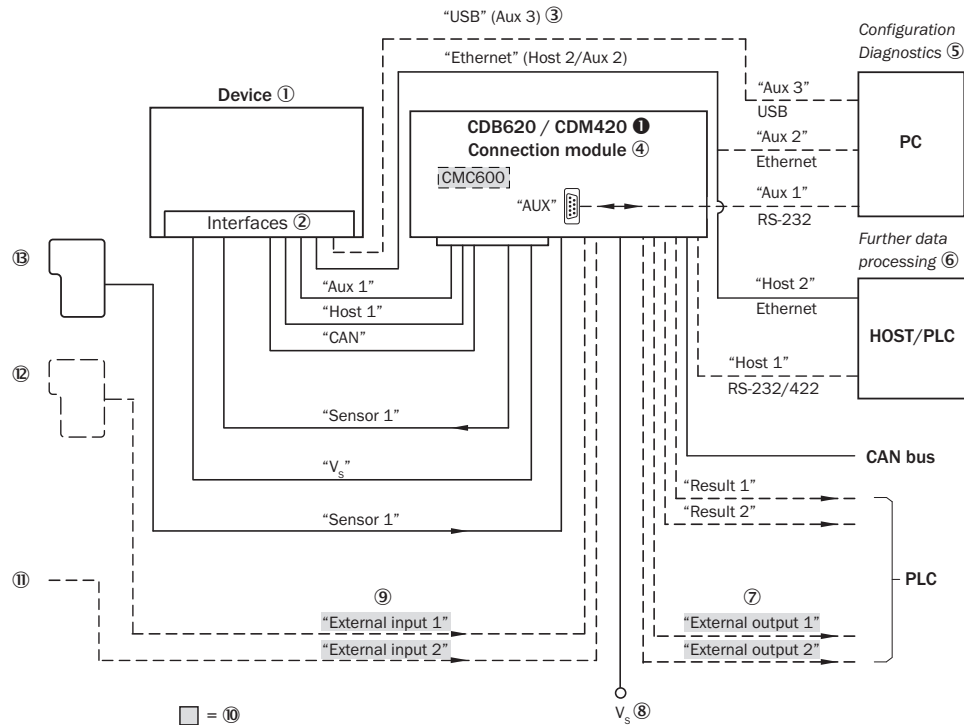 “USB” (Aux 3) ③
“Ethernet” (Host 2/Aux 2)
Configuration
Diagnostics ⑤
Device ①
CDB620 / CDM420 ❶
Connection module ④
CMC600
“AUX”
Interfaces ②
“Aux 3”
USB
“Aux 2”
Ethernet
“Aux 1”
RS-232
PC
Further data
processing ⑥
“Host 2”
Ethernet
“Host 1”
RS-232/422
HOST/PLC
⑬
“Aux 1”
“Host 1”
“CAN”
⑫
“Sensor 1”
CAN bus
“Vs”
“Result 1”
“Result 2”
“Sensor 1”
PLC
⑪
⑨
“External input 1”
“External input 2”
⑦
“External output 1”
“External output 2”
= ⑩
Vs ⑧